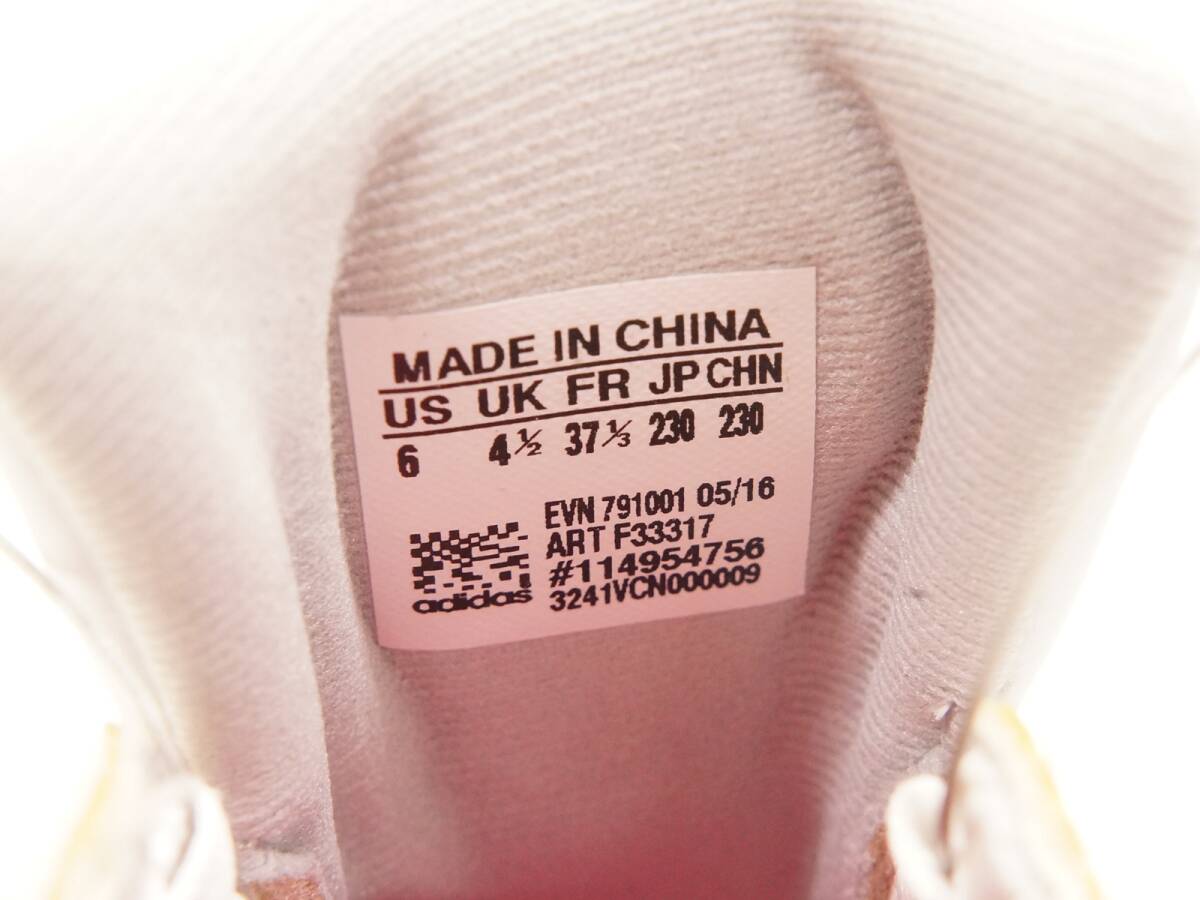 MADE IN CHINA
US UK FR JP CHN
6 4½ 37⅓ 230 230
EVN 791001 05/16
ART F33317
#114954756
3241VCN000009
adidas